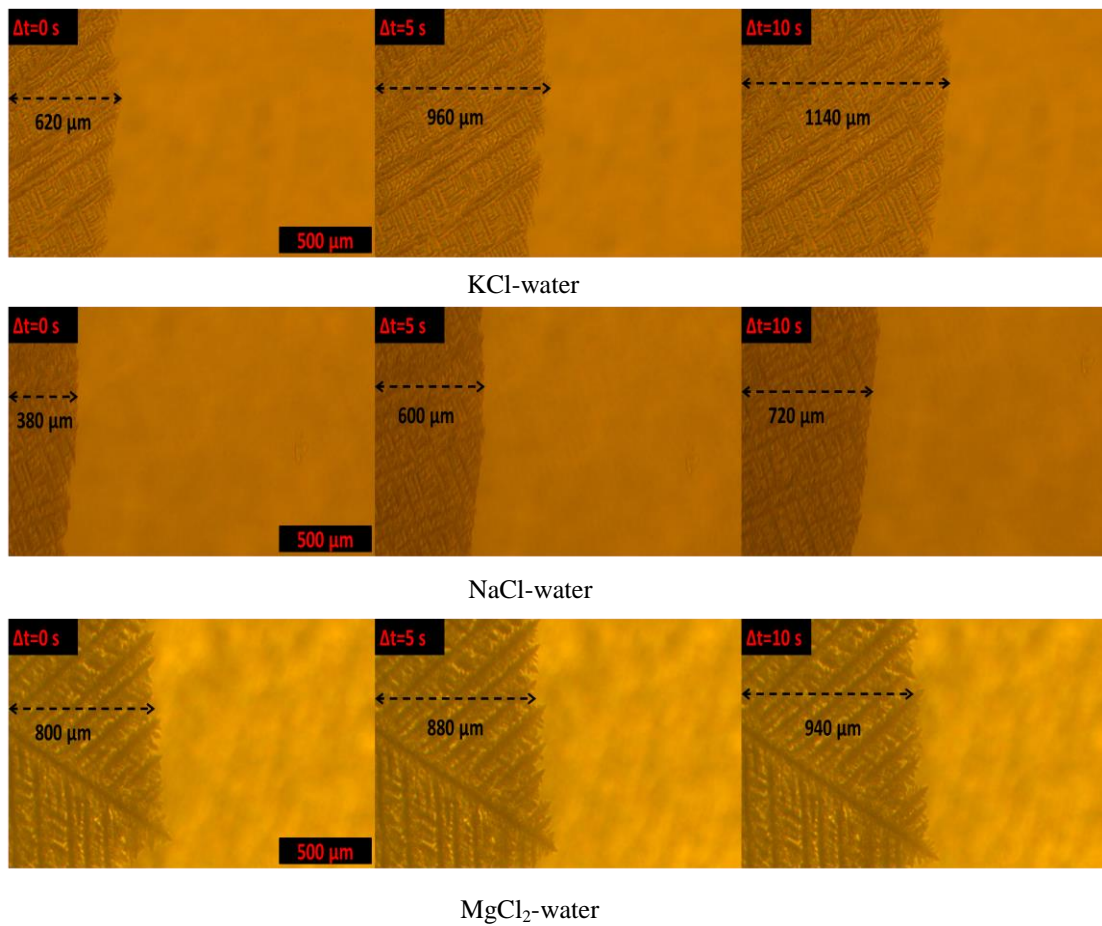 Δt=0 s
Δt=5 s
Δt=10 s
620 µm
960 µm
1140 µm
500 µm
KCl-water
Δt=0 s
Δt=5 s
Δt=10 s
380 µm
600 µm
720 µm
500 µm
NaCl-water
Δt=0 s
Δt=5 s
Δt=10 s
800 µm
880 µm
940 µm
500 µm
MgCl₂-water